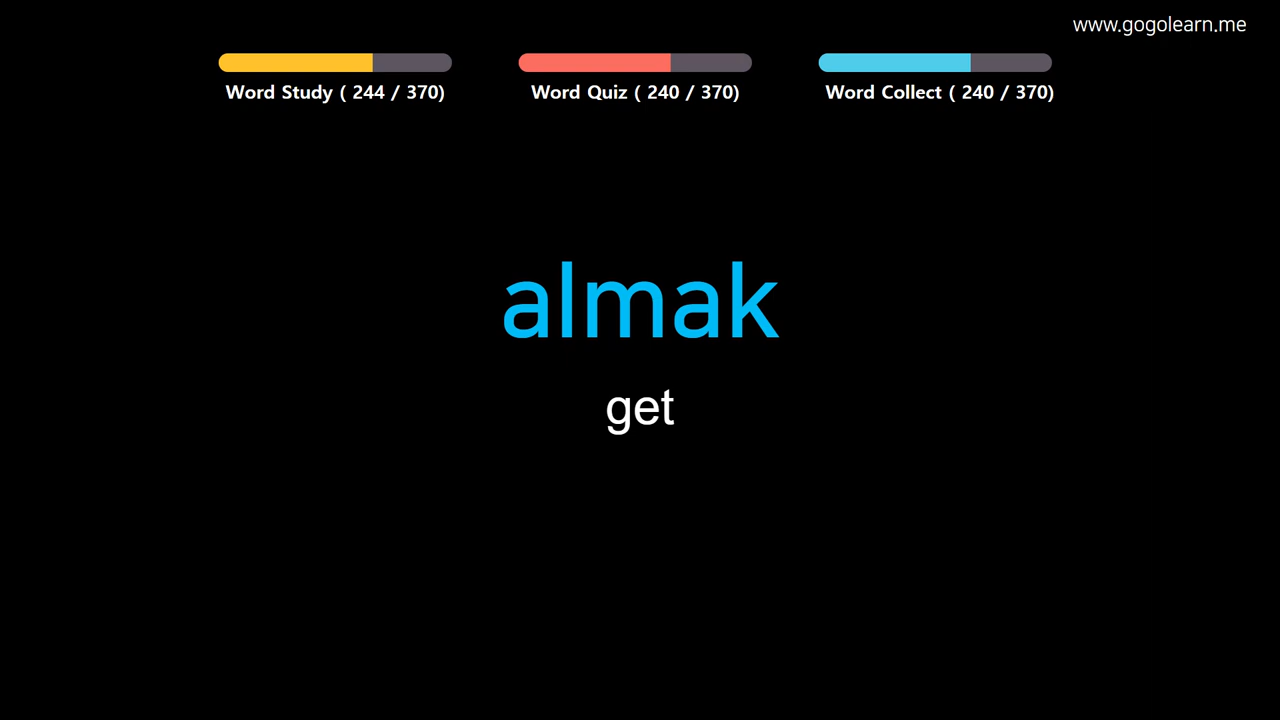 www.gogolearn.me
Word Study ( 244 / 370)
Word Quiz ( 240 / 370)
Word Collect ( 240 / 370)
almak
get